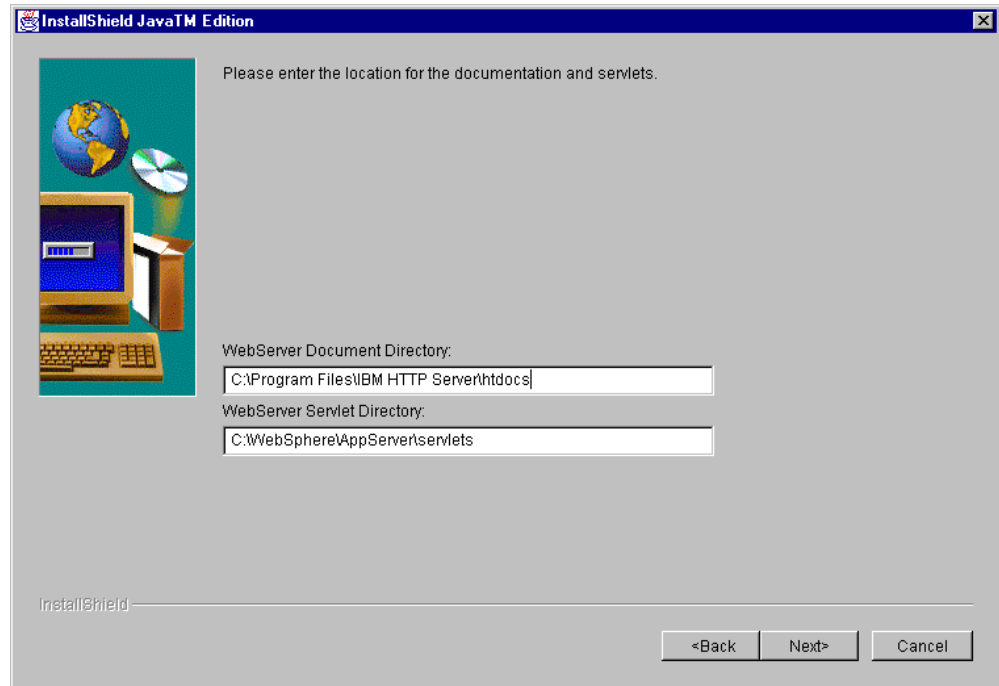 InstallShield JavaTM Edition
Please enter the location for the documentation and servlets.
WebServer Document Directory:
C:\Program Files\IBM HTTP Server\htdocs
WebServer Servlet Directory:
C:\WebSphere\AppServer\servlets
InstallShield
<Back Next> Cancel